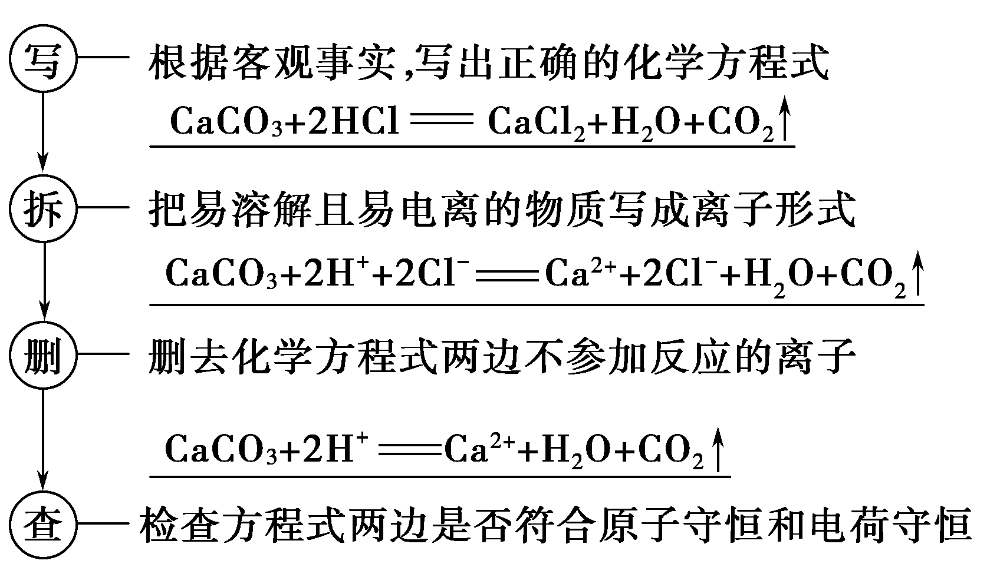 写 根据客观事实,写出正确的化学方程式
CaCO₃+2HCl══CaCl₂+H₂O+CO₂↑
拆 把易溶解且易电离的物质写成离子形式
CaCO₃+2H⁺+2Cl⁻══Ca²⁺+2Cl⁻+H₂O+CO₂↑
删 删去化学方程式两边不参加反应的离子
CaCO₃+2H⁺══Ca²⁺+H₂O+CO₂↑
查 检查方程式两边是否符合原子守恒和电荷守恒